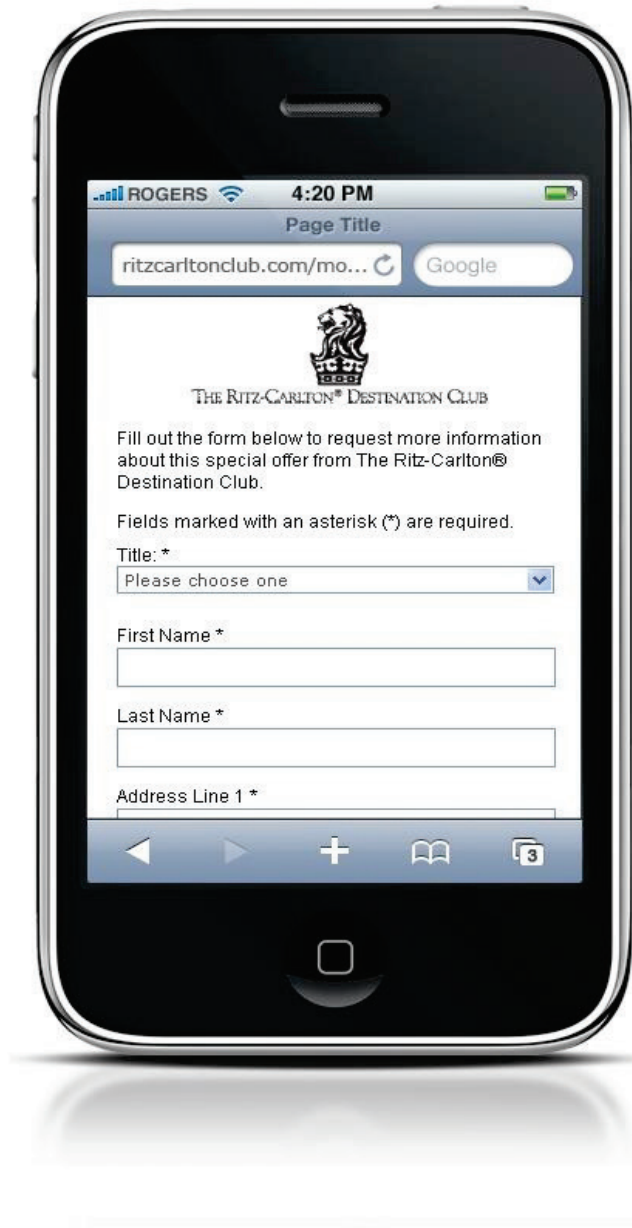 ROGERS 4:20 PM
Page Title
ritzcarltonclub.com/mo... Google
THE RITZ-CARLTON® DESTINATION CLUB
Fill out the form below to request more information
about this special offer from The Ritz-Carlton®
Destination Club.
Fields marked with an asterisk (*) are required.
Title: *
Please choose one
First Name *
Last Name *
Address Line 1 *
3